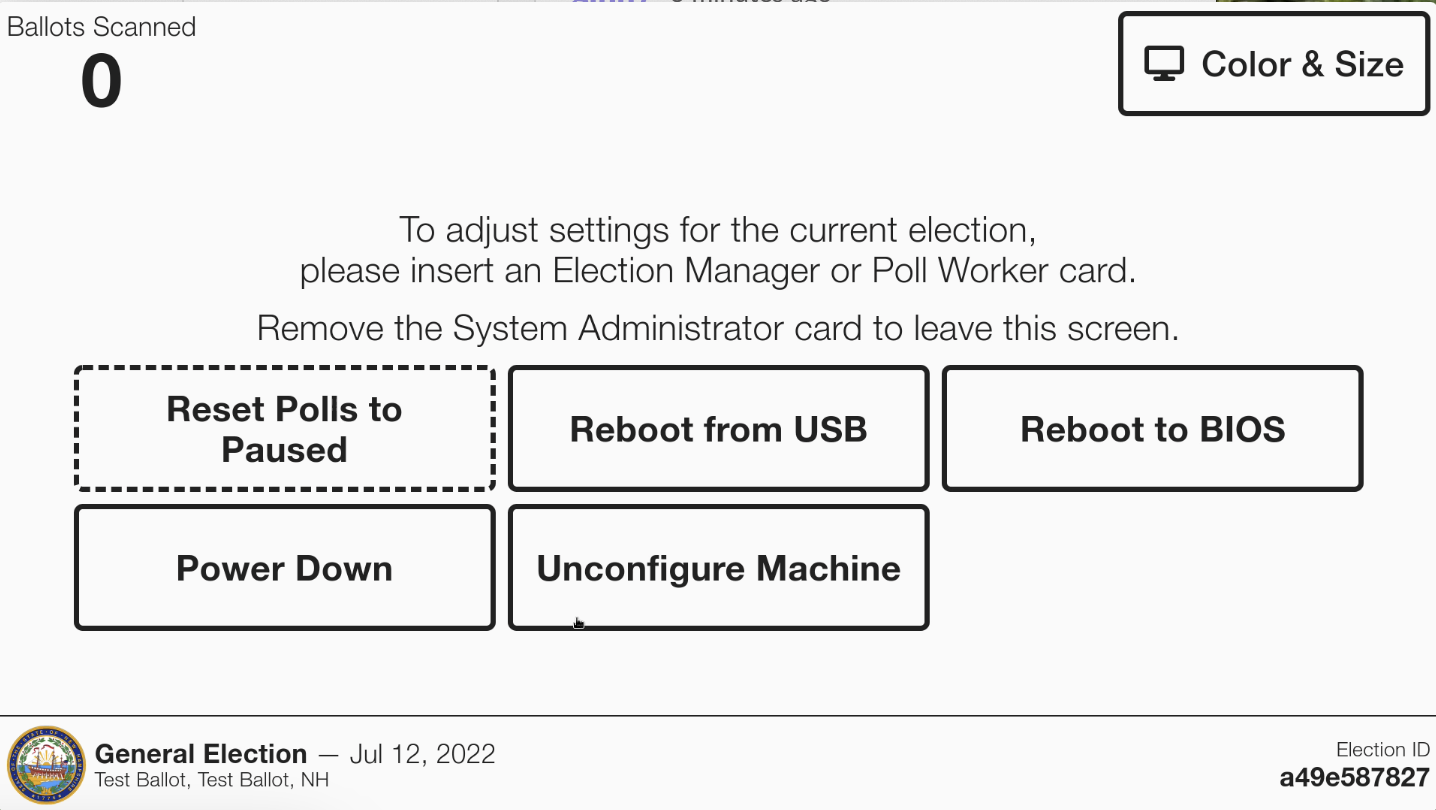 Ballots Scanned
0
Color & Size
To adjust settings for the current election,
please insert an Election Manager or Poll Worker card.
Remove the System Administrator card to leave this screen.
Reset Polls to
Paused
Reboot from USB
Reboot to BIOS
Power Down
Unconfigure Machine
General Election — Jul 12, 2022
Test Ballot, Test Ballot, NH
Election ID
a49e587827